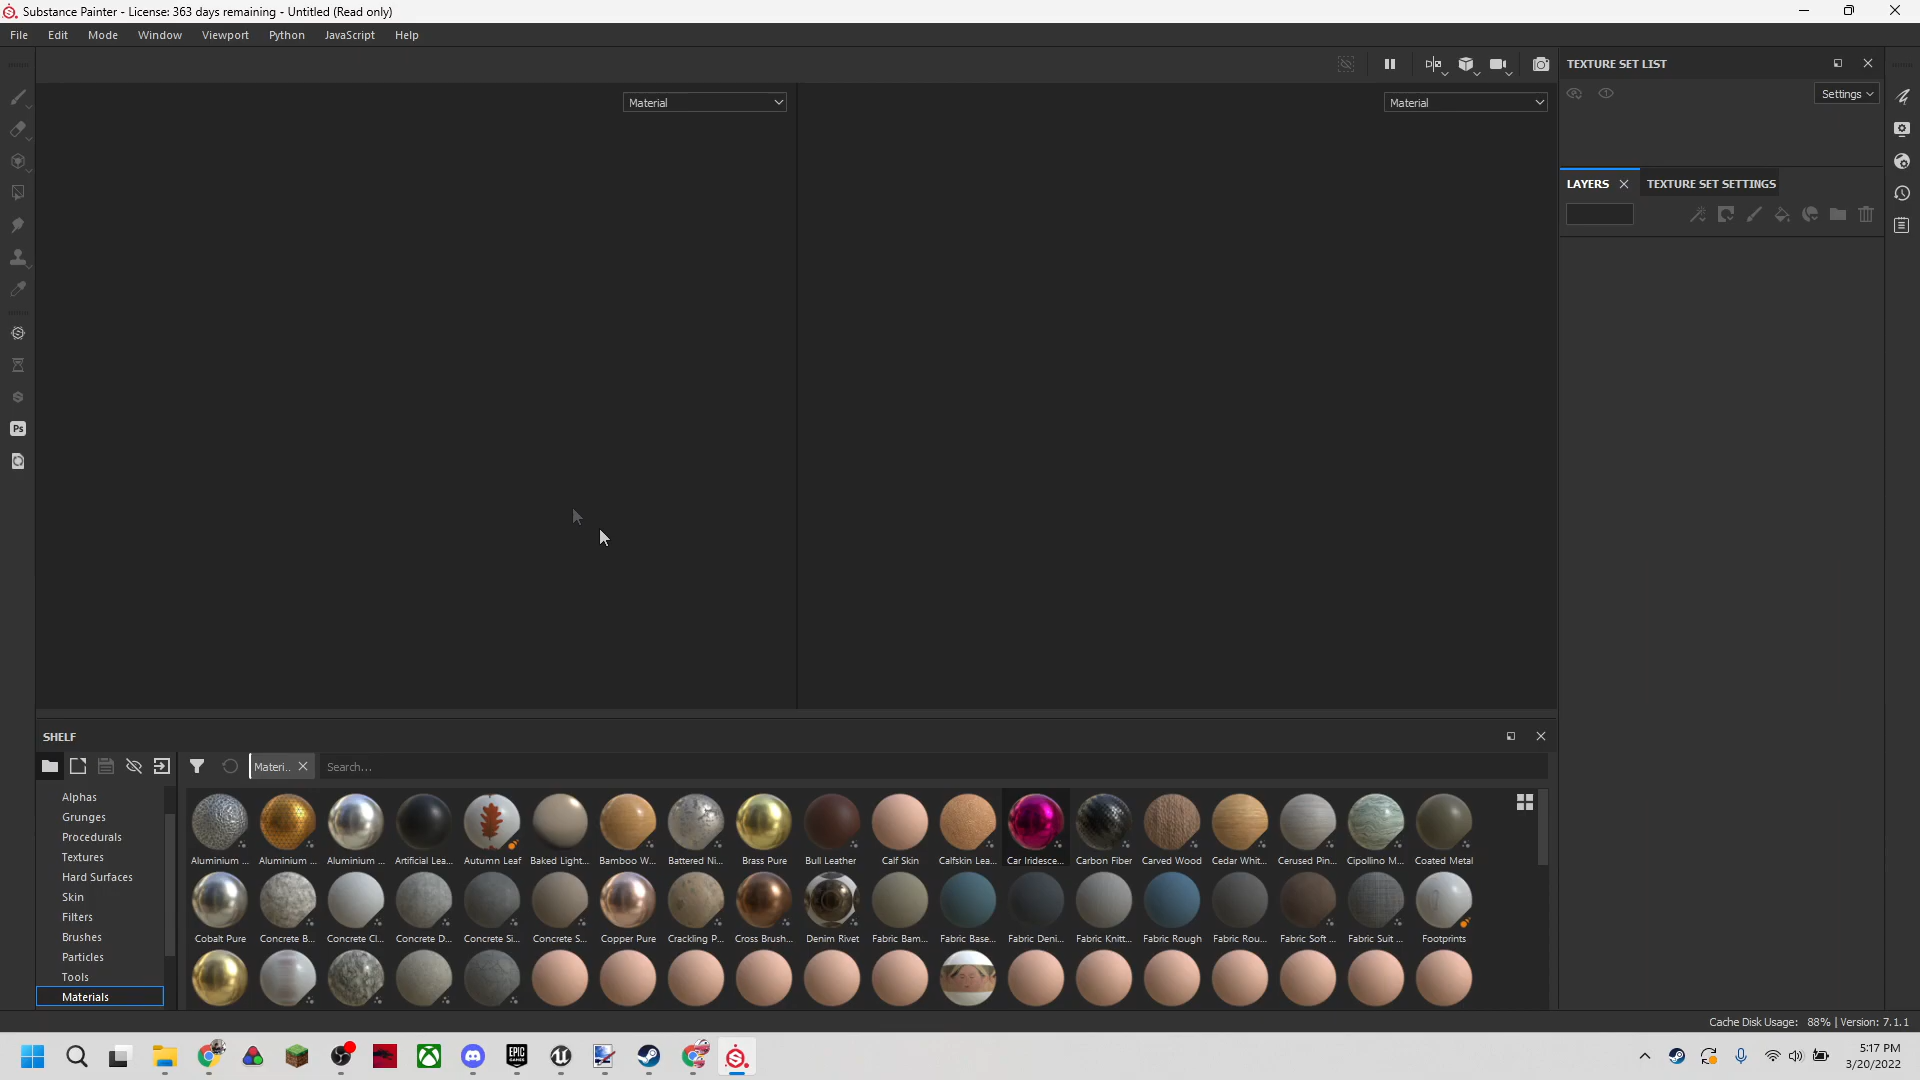 Substance Painter - License: 363 days remaining - Untitled (Read only)
File Edit Mode Window Viewport Python JavaScript Help
TEXTURE SET LIST
Material
Material
Settings
LAYERS TEXTURE SET SETTINGS
Ps
SHELF
Materi..
Search...
Alphas
Grunges
Procedurals
Textures
Hard Surfaces
Skin
Filters
Brushes
Particles
Tools
Materials
Aluminium ... Aluminium ... Aluminium ... Artificial Lea... Autumn Leaf Baked Light... Bamboo W... Battered Ni... Brass Pure Bull Leather Calf Skin Calfskin Lea... Car Iridesce... Carbon Fiber Carved Wood Cedar Whit... Cerused Pin... Cipollino M... Coated Metal
Cobalt Pure Concrete B... Concrete Cl... Concrete D... Concrete Si... Concrete S... Copper Pure Crackling P... Cross Brush... Denim Rivet Fabric Bam... Fabric Base... Fabric Deni... Fabric Knitt... Fabric Rough Fabric Rou... Fabric Soft ... Fabric Suit ... Footprints
Cache Disk Usage: 88% | Version: 7.1.1
EPIC GAMES
5:17 PM
3/20/2022